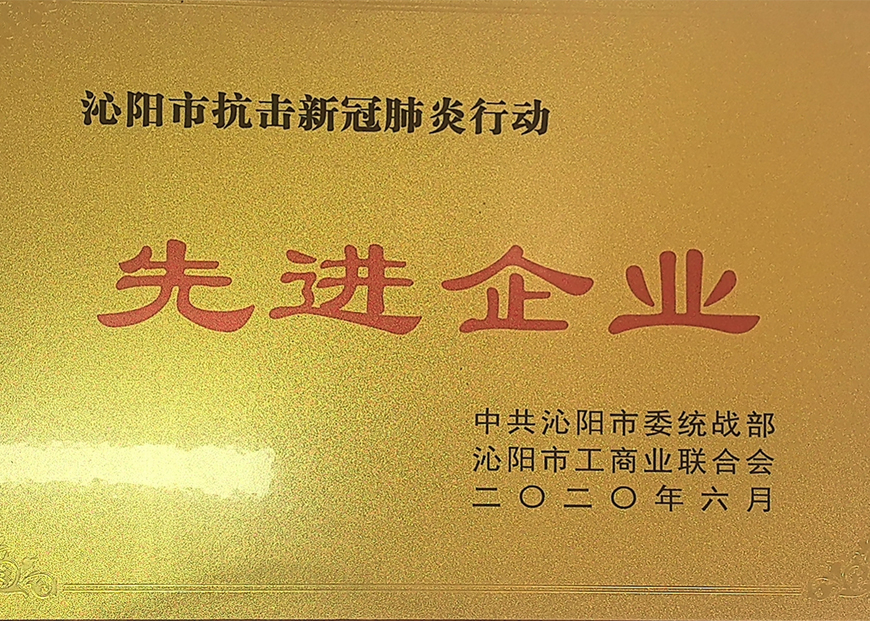 沁阳市抗击新冠肺炎行动
先进企业
中共沁阳市委统战部
沁阳市工商业联合会
二〇二〇年六月